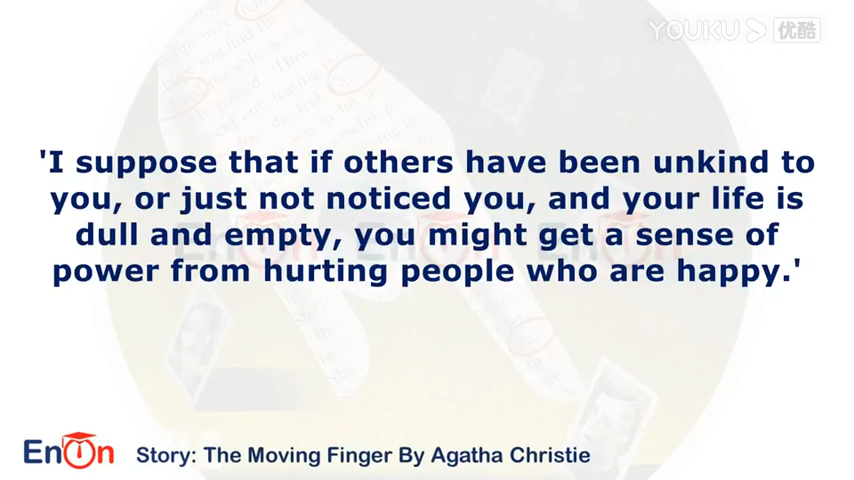 YOUKU 优酷
'I suppose that if others have been unkind to
you, or just not noticed you, and your life is
dull and empty, you might get a sense of
power from hurting people who are happy.'
EnOn
Story: The Moving Finger By Agatha Christie